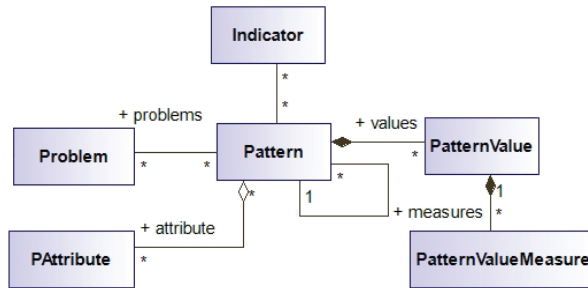 Indicator
*
*
+ problems
+ values
Problem
*
*
Pattern
*
PatternValue
*
*
1
1
+ attribute
+ measures
*
PAttribute
*
PatternValueMeasure